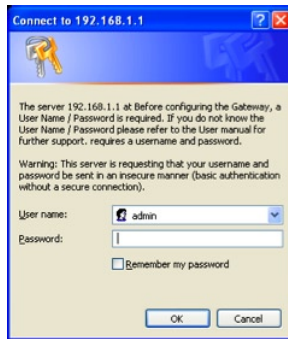 Connect to 192.168.1.1
The server 192.168.1.1 at Before configuring the Gateway, a
User Name / Password is required. If you do not know the
User Name / Password please refer to the User manual for
further support. requires a username and password.
Warning: This server is requesting that your username and
password be sent in an insecure manner (basic authentication
without a secure connection).
User name:
admin
Password:
Remember my password
OK
Cancel